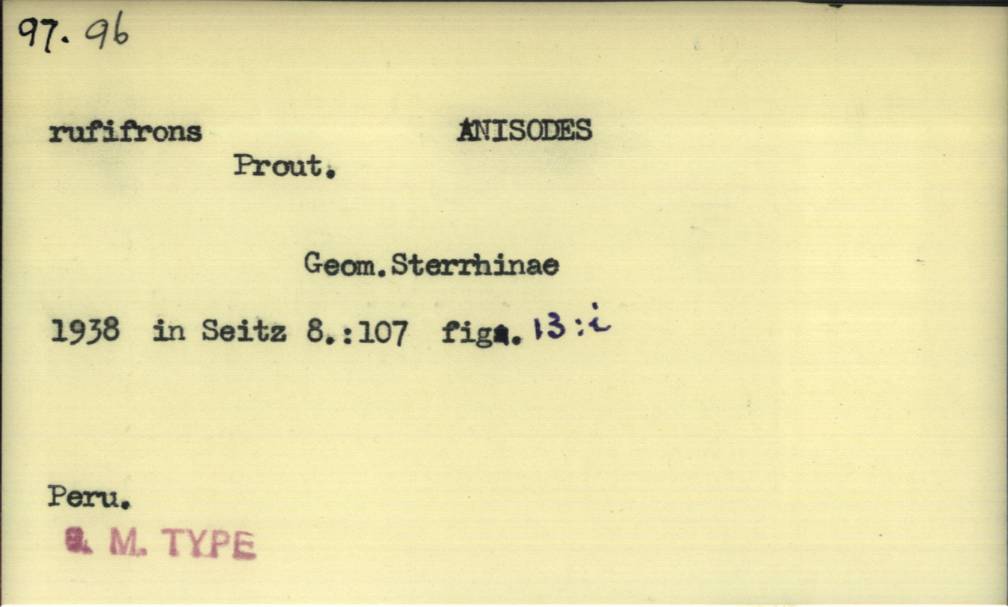 97. 96
rufifrons ANISODES
Prout.
Geom. Sterrhinae
1938 in Seitz 8.:107 figs. 13:i
Peru.
B. M. TYPE